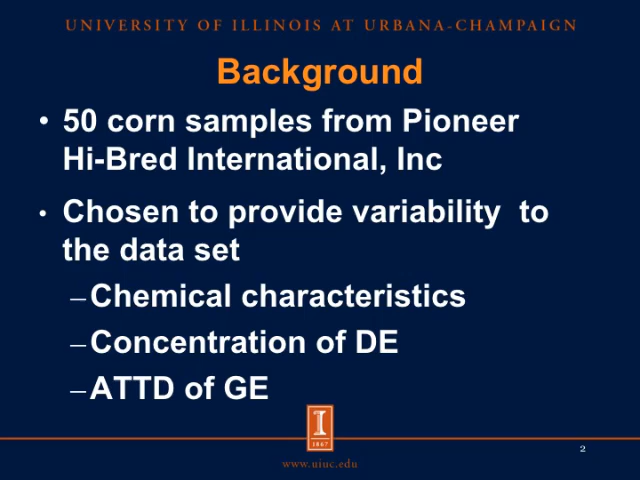 UNIVERSITY OF ILLINOIS AT URBANA-CHAMPAIGN
Background
• 50 corn samples from Pioneer
Hi-Bred International, Inc
• Chosen to provide variability  to
the data set
–Chemical characteristics
–Concentration of DE
–ATTD of GE
I
1867
2
www.uiuc.edu